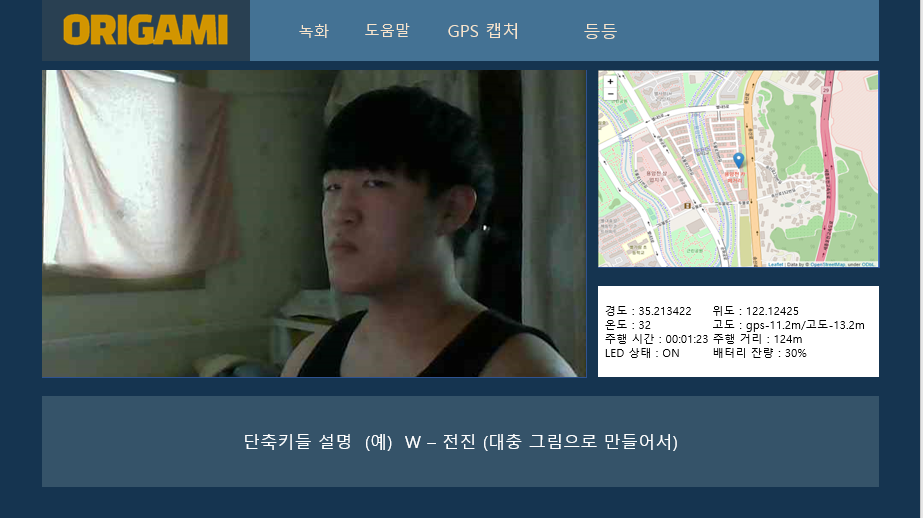 ORIGAMI
녹화 도움말 GPS 캡처 등등
+
−
29
Leaflet | Data by © OpenStreetMap, under ODbL.
경도 : 35.213422 위도 : 122.12425
온도 : 32 고도 : gps-11.2m/고도-13.2m
주행 시간 : 00:01:23 주행 거리 : 124m
LED 상태 : ON 배터리 잔량 : 30%
단축키들 설명 (예) W – 전진 (대충 그림으로 만들어서)